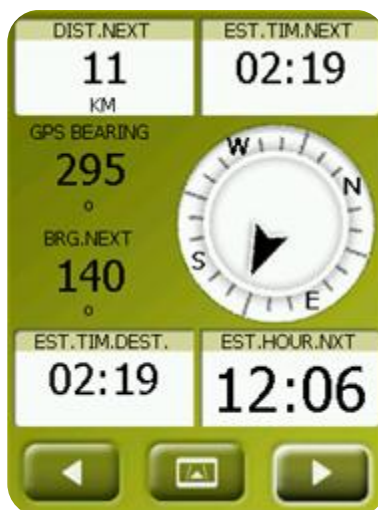 DIST.NEXT
11
KM
EST.TIM.NEXT
02:19
GPS BEARING
295
°
BRG.NEXT
140
°
W
N
S
E
EST.TIM.DEST.
02:19
EST.HOUR.NXT
12:06